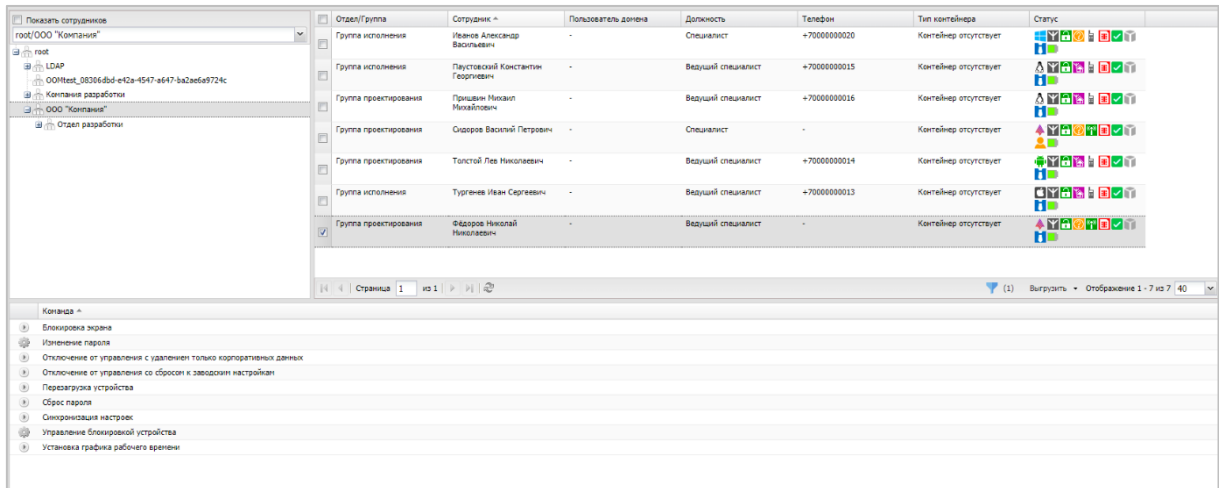 Показать сотрудников
root/ООО "Компания"
root
LDAP
OOMtest_08306dbd-e42a-4547-a647-ba2ae6a9724c
Компания разработки
ООО "Компания"
Отдел разработки
Отдел/Группа Сотрудник Пользователь домена Должность Телефон Тип контейнера Статус
Группа исполнения Иванов Александр - Специалист +70000000020 Контейнер отсутствует
Васильевич
Группа исполнения Паустовский Константин - Ведущий специалист +70000000015 Контейнер отсутствует
Георгиевич
Группа проектирования Пришвин Михаил - Ведущий специалист +70000000016 Контейнер отсутствует
Михайлович
Группа проектирования Сидоров Василий Петрович - Специалист - Контейнер отсутствует
Группа проектирования Толстой Лев Николаевич - Ведущий специалист +70000000014 Контейнер отсутствует
Группа исполнения Тургенев Иван Сергеевич - Ведущий специалист +70000000013 Контейнер отсутствует
Группа проектирования Фёдоров Николай - Ведущий специалист - Контейнер отсутствует
Николаевич
Страница 1 из 1 (1) Выгрузить Отображение 1 - 7 из 7 40
Команда
Блокировка экрана
Изменение пароля
Отключение от управления с удалением только корпоративных данных
Отключение от управления со сбросом к заводским настройкам
Перезагрузка устройства
Сброс пароля
Синхронизация настроек
Управление блокировкой устройства
Установка графика рабочего времени